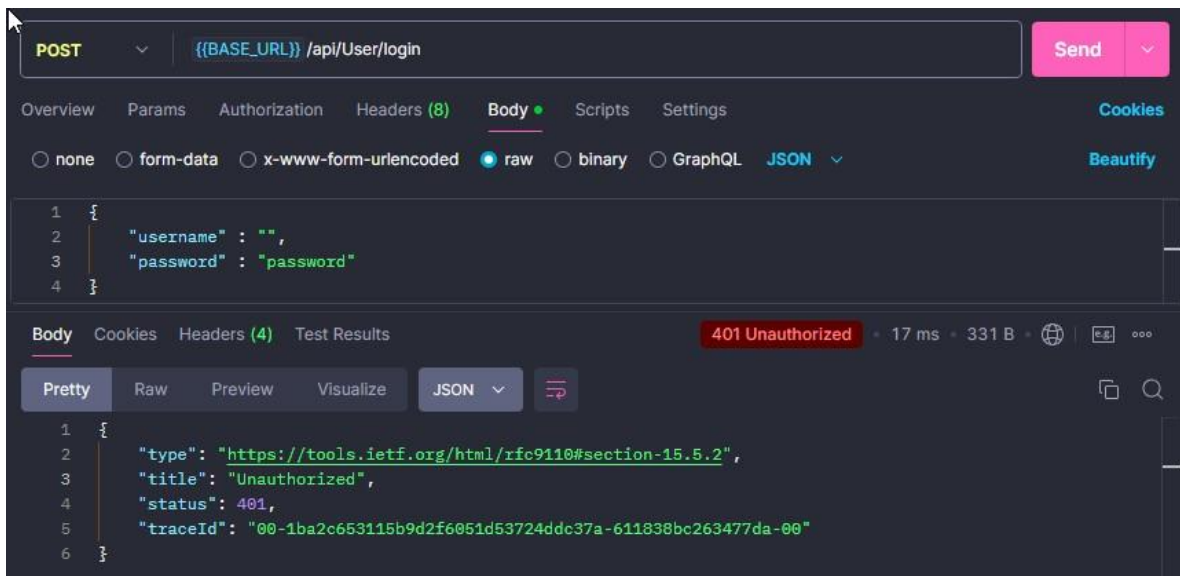 POST {{BASE_URL}} /api/User/login Send
Overview Params Authorization Headers (8) Body Scripts Settings Cookies
none form-data x-www-form-urlencoded raw binary GraphQL JSON Beautify
1 {
2 "username" : "",
3 "password" : "password"
4 }
Body Cookies Headers (4) Test Results 401 Unauthorized 17 ms 331 B e.g.
Pretty Raw Preview Visualize JSON
1 {
2 "type": "https://tools.ietf.org/html/rfc9110#section-15.5.2",
3 "title": "Unauthorized",
4 "status": 401,
5 "traceId": "00-1ba2c653115b9d2f6051d53724ddc37a-611838bc263477da-00"
6 }